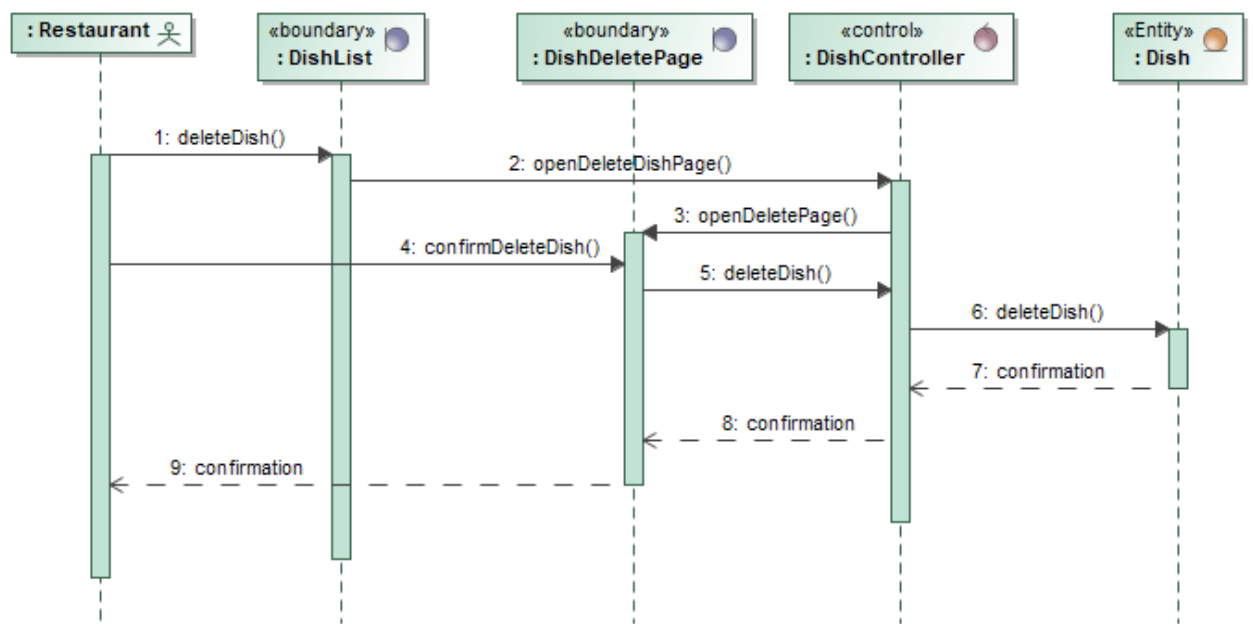 : Restaurant
«boundary»
: DishList
«boundary»
: DishDeletePage
«control»
: DishController
«Entity»
: Dish
1: deleteDish()
2: openDeleteDishPage()
3: openDeletePage()
4: confirmDeleteDish()
5: deleteDish()
6: deleteDish()
7: confirmation
8: confirmation
9: confirmation